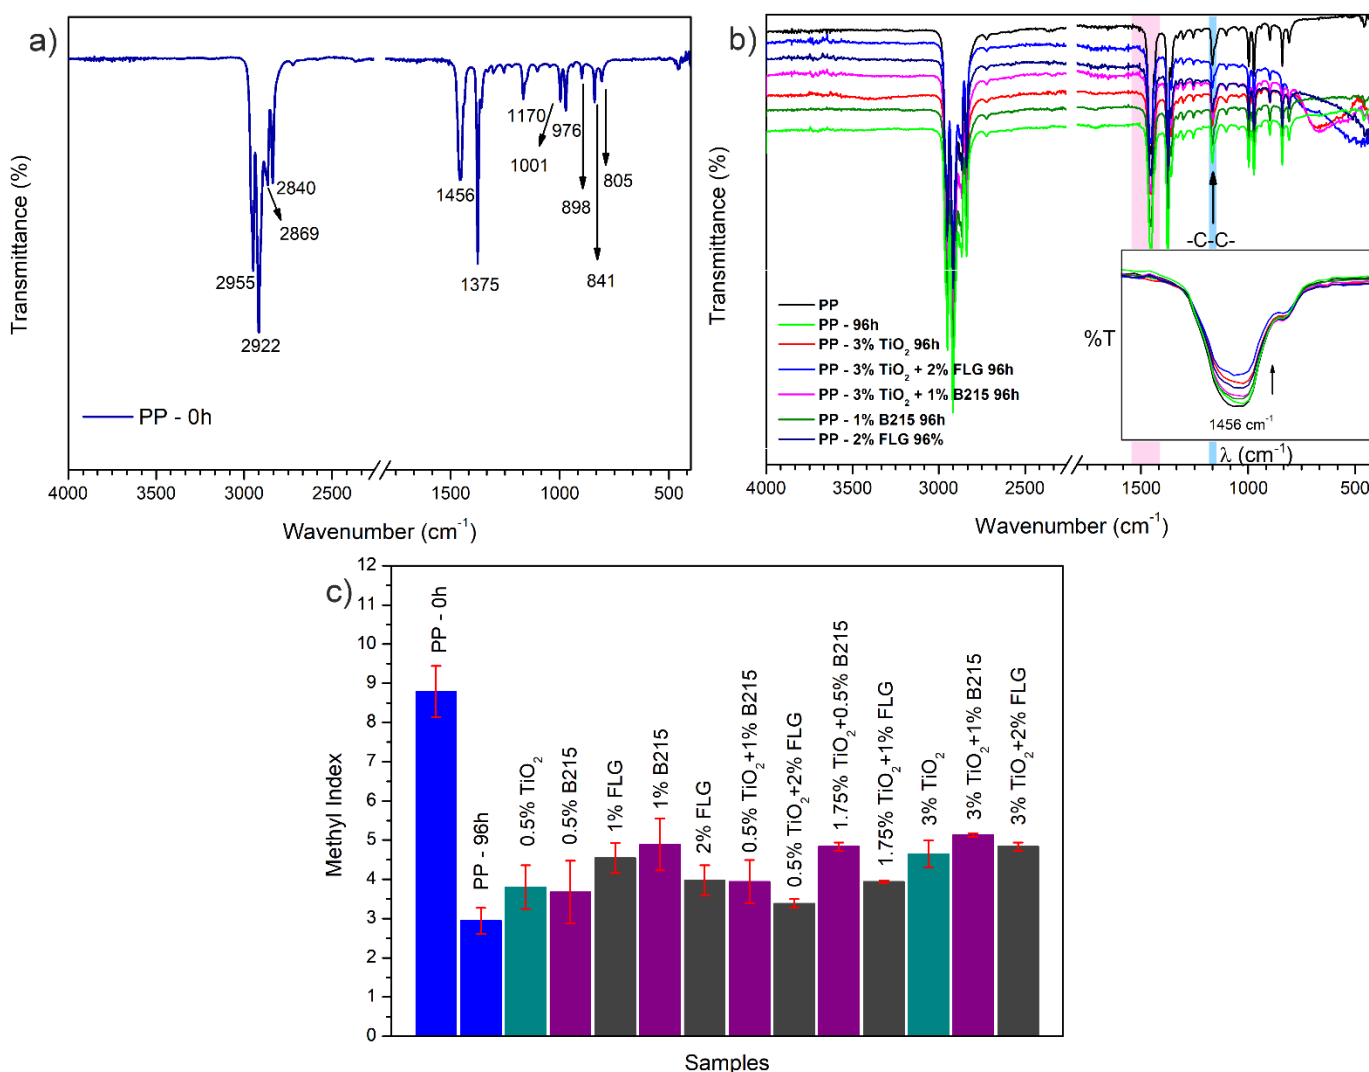 a)
Transmittance (%)
2840
2869
2955
2922
1456
1375
1170
1001
976
898
841
805
PP - 0h
4000
3000
2500
1500
1000
500
Wavenumber (cm⁻¹)
b)
Transmittance (%)
-C-C-
PP
PP - 96h
PP - 3% TiO₂ 96h
PP - 3% TiO₂ + 2% FLG 96h
PP - 3% TiO₂ + 1% B215 96h
PP - 1% B215 96h
PP - 2% FLG 96%
%T
1456 cm⁻¹
λ (cm⁻¹)
4000
3500
3000
2500
1500
1000
500
Wavenumber (cm⁻¹)
c)
Methyl Index
12
11
10
9
8
7
6
5
4
3
2
1
0
PP - 0h
PP - 96h
0.5% TiO₂
0.5% B215
1% FLG
1% B215
2% FLG
0.5% TiO₂+1% B215
0.5% TiO₂+2% FLG
1.75% TiO₂+0.5% B215
1.75% TiO₂+1% FLG
3% TiO₂
3% TiO₂+1% B215
3% TiO₂+2% FLG
Samples